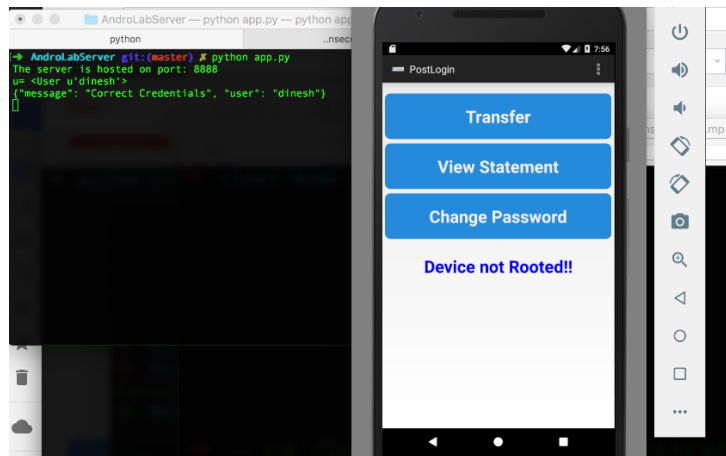 AndroLabServer — python app.py — python app
python
..nsecu
→ AndroLabServer git:(master) ✗ python app.py
The server is hosted on port: 8888
u= <User u'dinesh'>
{"message": "Correct Credentials", "user": "dinesh"}
7:56
PostLogin
Transfer
View Statement
Change Password
Device not Rooted!!